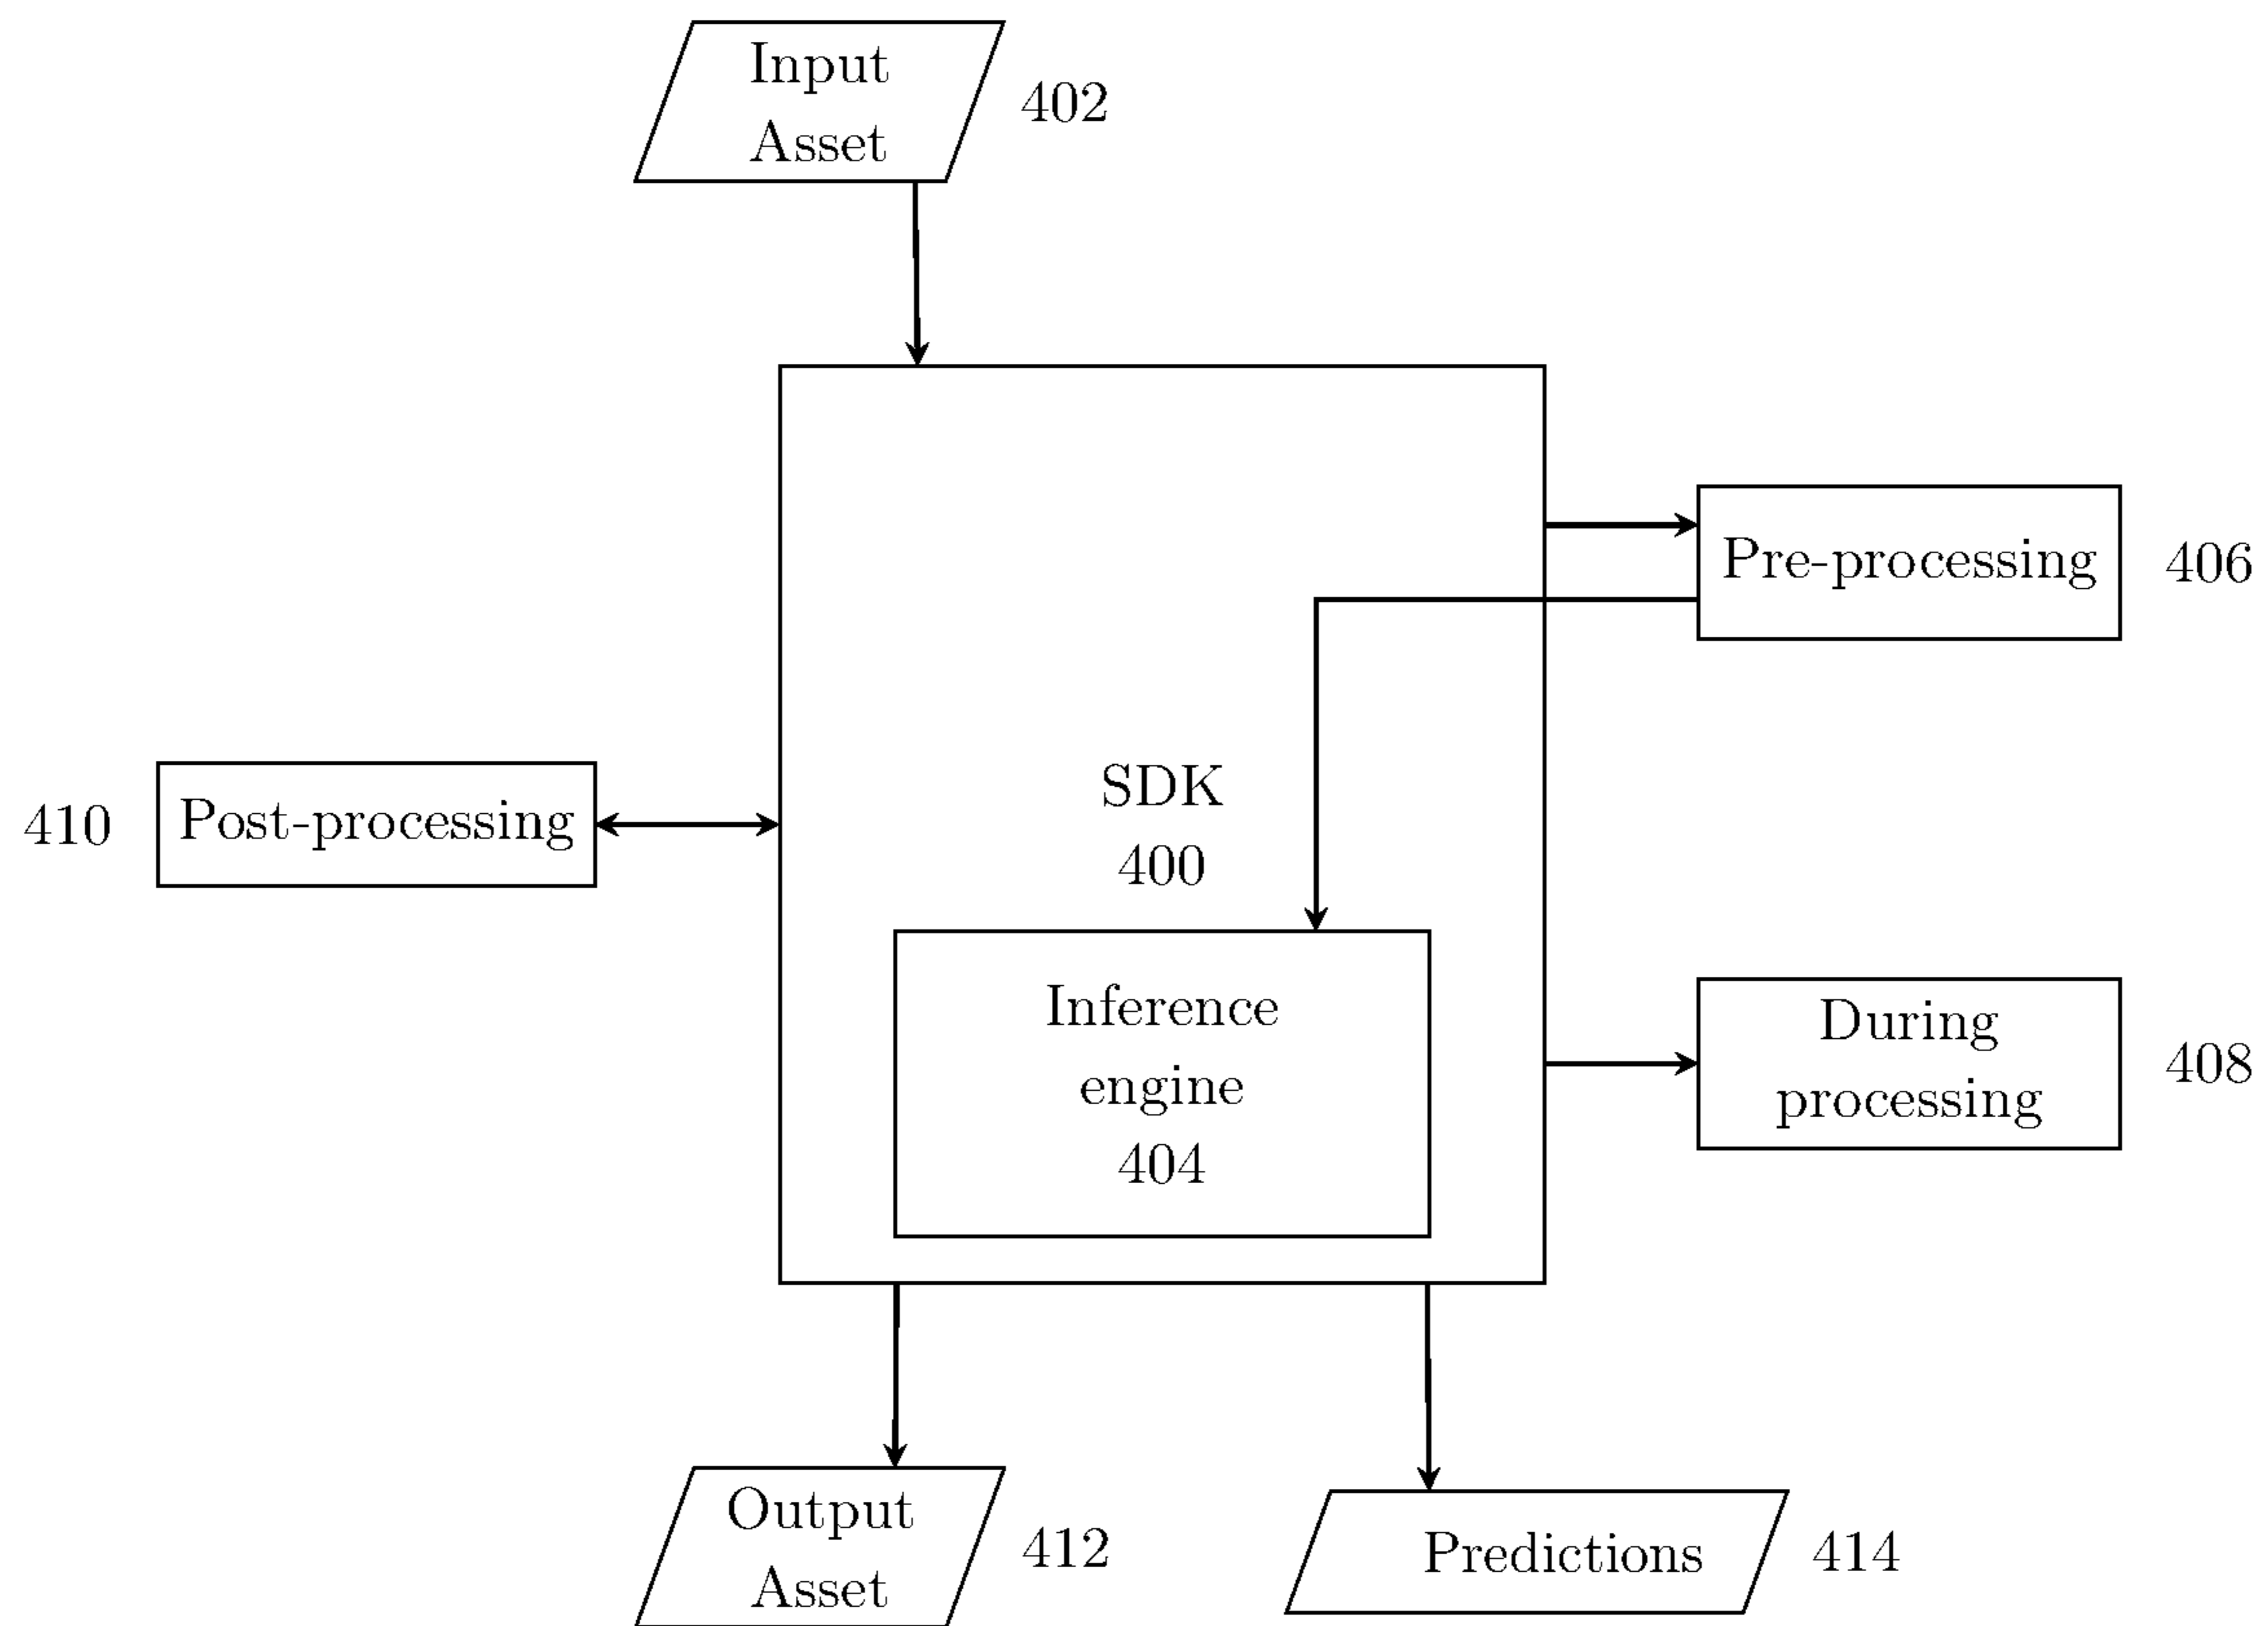 Input
Asset
402
Pre-processing
406
SDK
400
410
Post-processing
Inference
engine
404
During
processing
408
Output
Asset
412
Predictions
414